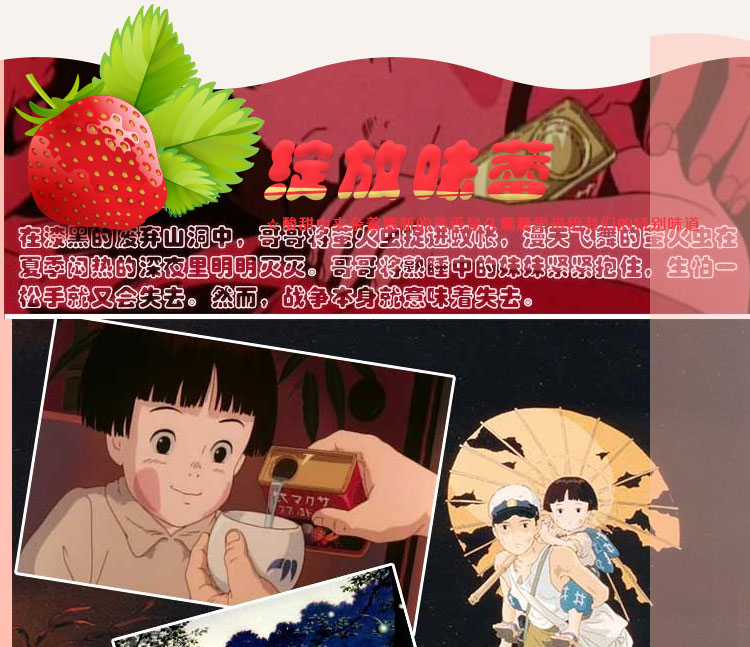 绽放味蕾
在漆黑的废弃山洞中，哥哥将萤火虫捉进蚊帐，漫天飞舞的萤火虫在
夏季闷热的深夜里明明灭灭。哥哥将熟睡中的妹妹紧紧抱住，生怕一
松手就又会失去。然而，战争本身就意味着失去。